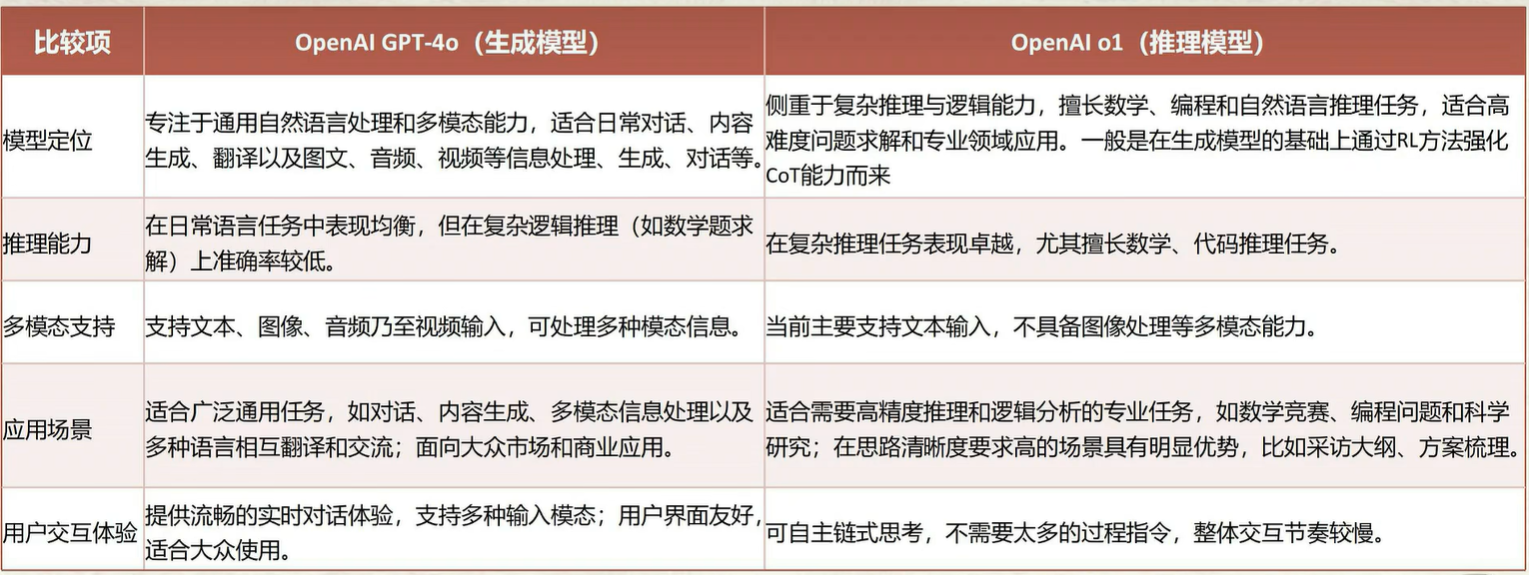 比较项
OpenAI GPT-4o（生成模型）
OpenAI o1（推理模型）
模型定位
专注于通用自然语言处理和多模态能力，适合日常对话、内容
生成、翻译以及图文、音频、视频等信息处理、生成、对话等。
侧重于复杂推理与逻辑能力，擅长数学、编程和自然语言推理任务，适合高
难度问题求解和专业领域应用。一般是在生成模型的基础上通过RL方法强化
CoT能力而来
推理能力
在日常语言任务中表现均衡，但在复杂逻辑推理（如数学题求
解）上准确率较低。
在复杂推理任务表现卓越，尤其擅长数学、代码推理任务。
多模态支持
支持文本、图像、音频乃至视频输入，可处理多种模态信息。
当前主要支持文本输入，不具备图像处理等多模态能力。
应用场景
适合广泛通用任务，如对话、内容生成、多模态信息处理以及
多种语言相互翻译和交流；面向大众市场和商业应用。
适合需要高精度推理和逻辑分析的专业任务，如数学竞赛、编程问题和科学
研究；在思路清晰度要求高的场景具有明显优势，比如采访大纲、方案梳理。
用户交互体验
提供流畅的实时对话体验，支持多种输入模态；用户界面友好，
适合大众使用。
可自主链式思考，不需要太多的过程指令，整体交互节奏较慢。